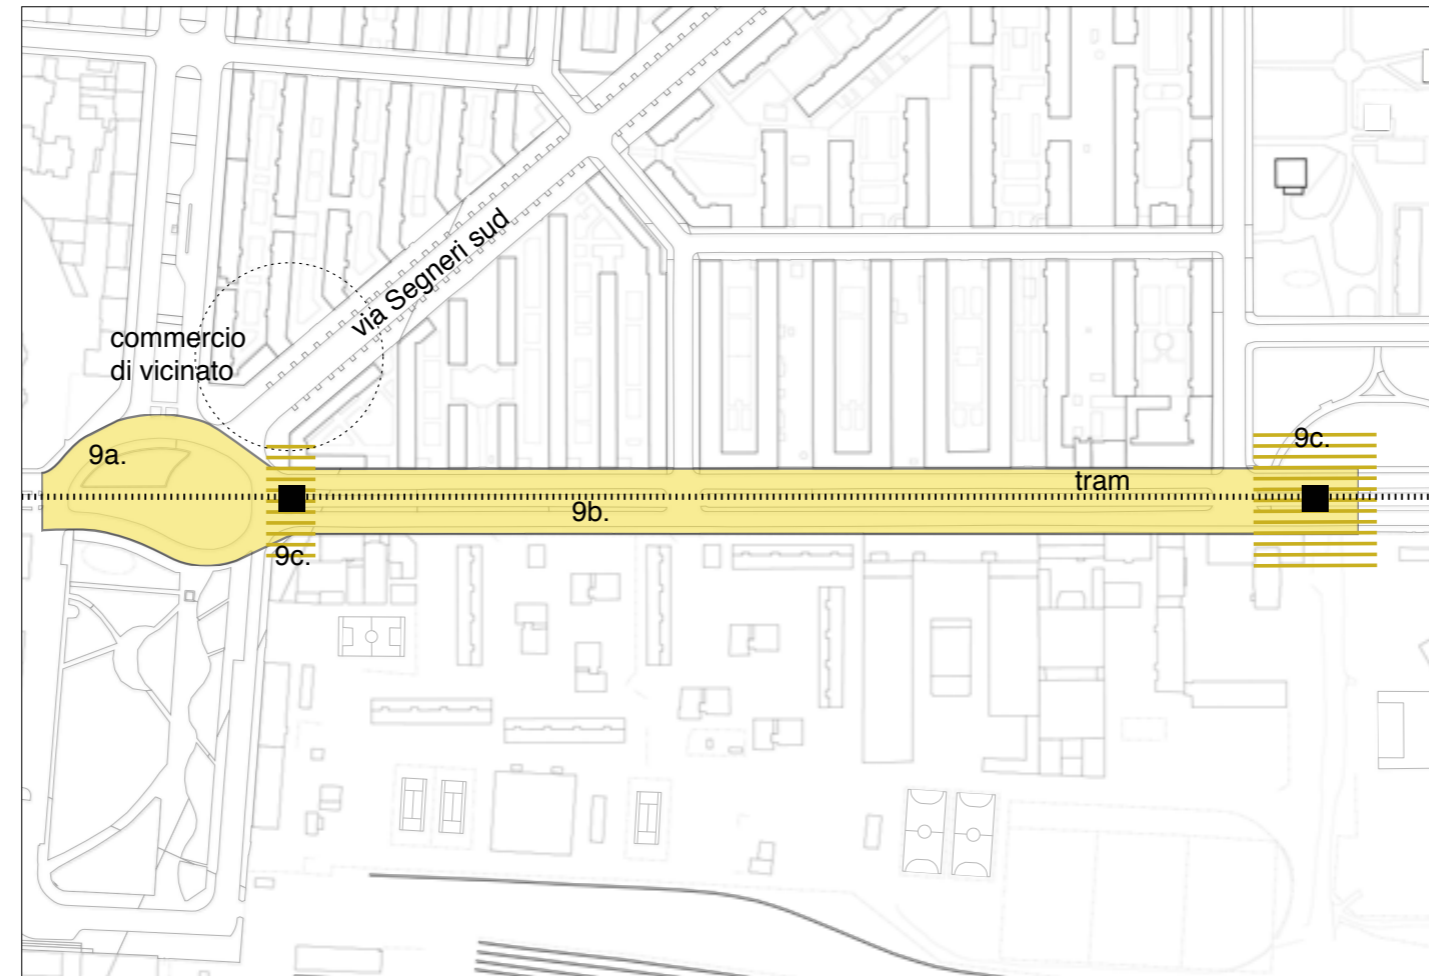 via Segneri sud
commercio
di vicinato
9a.
9c.
tram
9b.
9c.